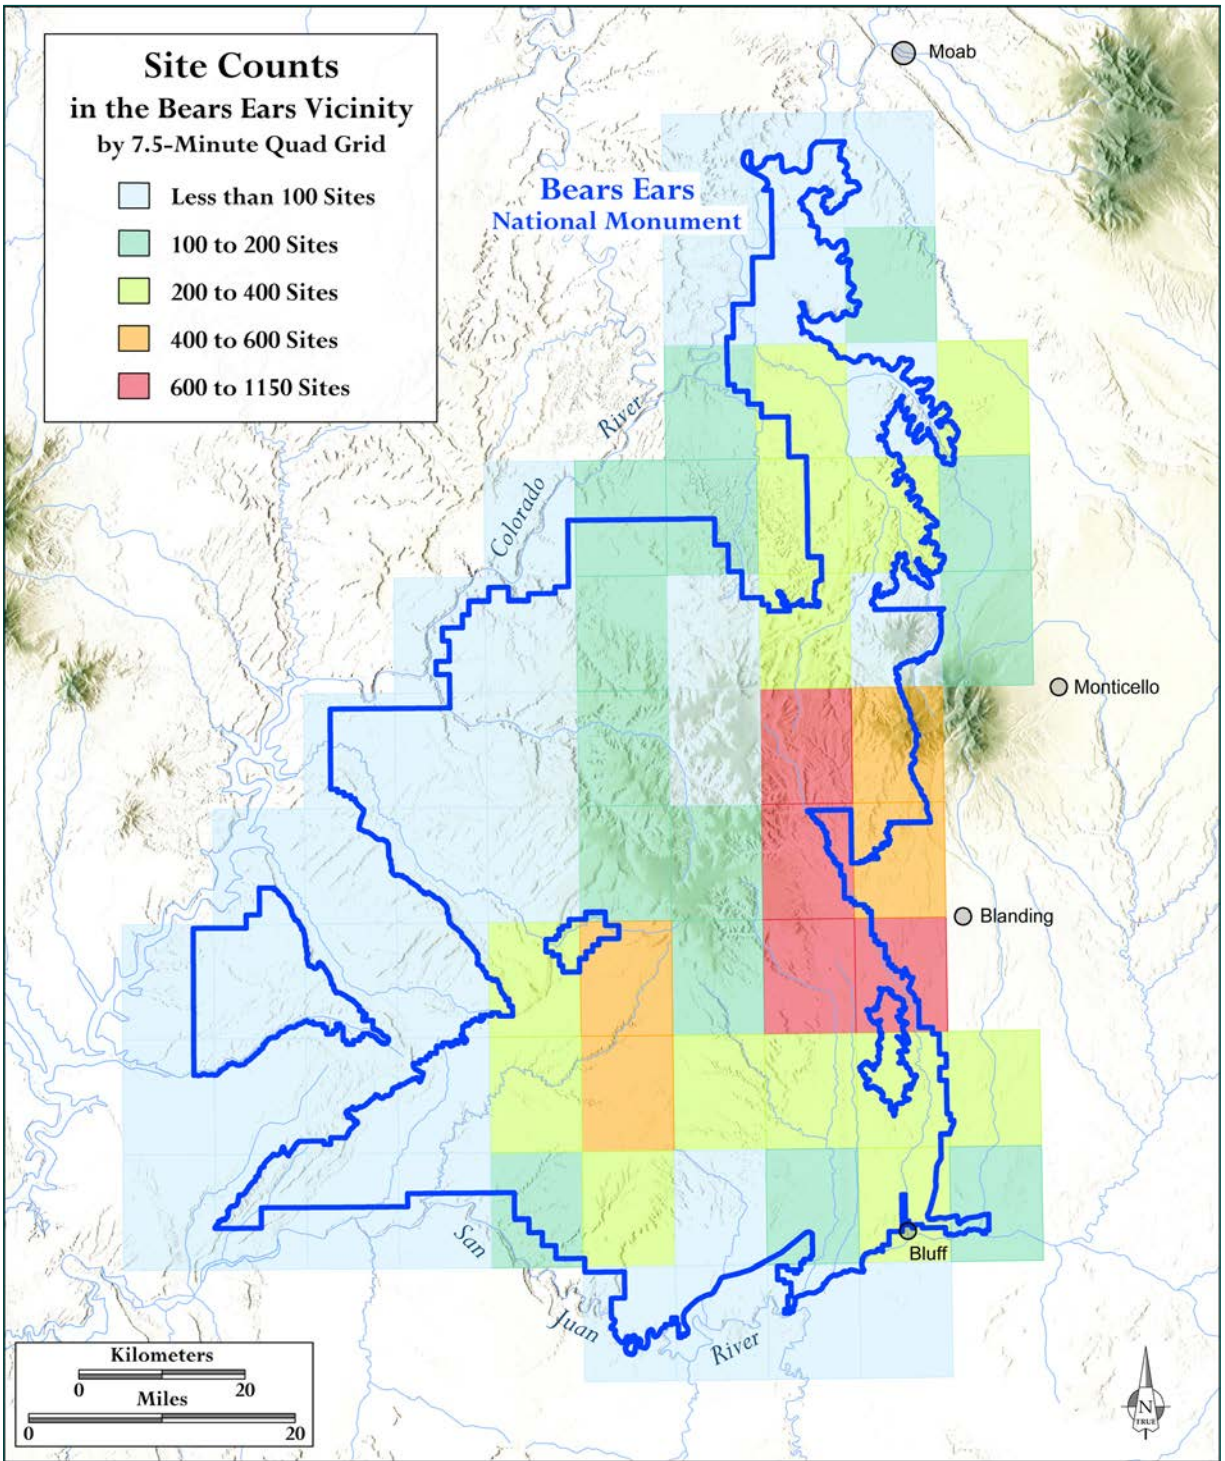 Site Counts
in the Bears Ears Vicinity
by 7.5-Minute Quad Grid
Less than 100 Sites
100 to 200 Sites
200 to 400 Sites
400 to 600 Sites
600 to 1150 Sites
Moab
Bears Ears
National Monument
Colorado
River
Monticello
Blanding
Bluff
San
Juan
River
Kilometers
0 20
Miles
0 20
N
TRUE